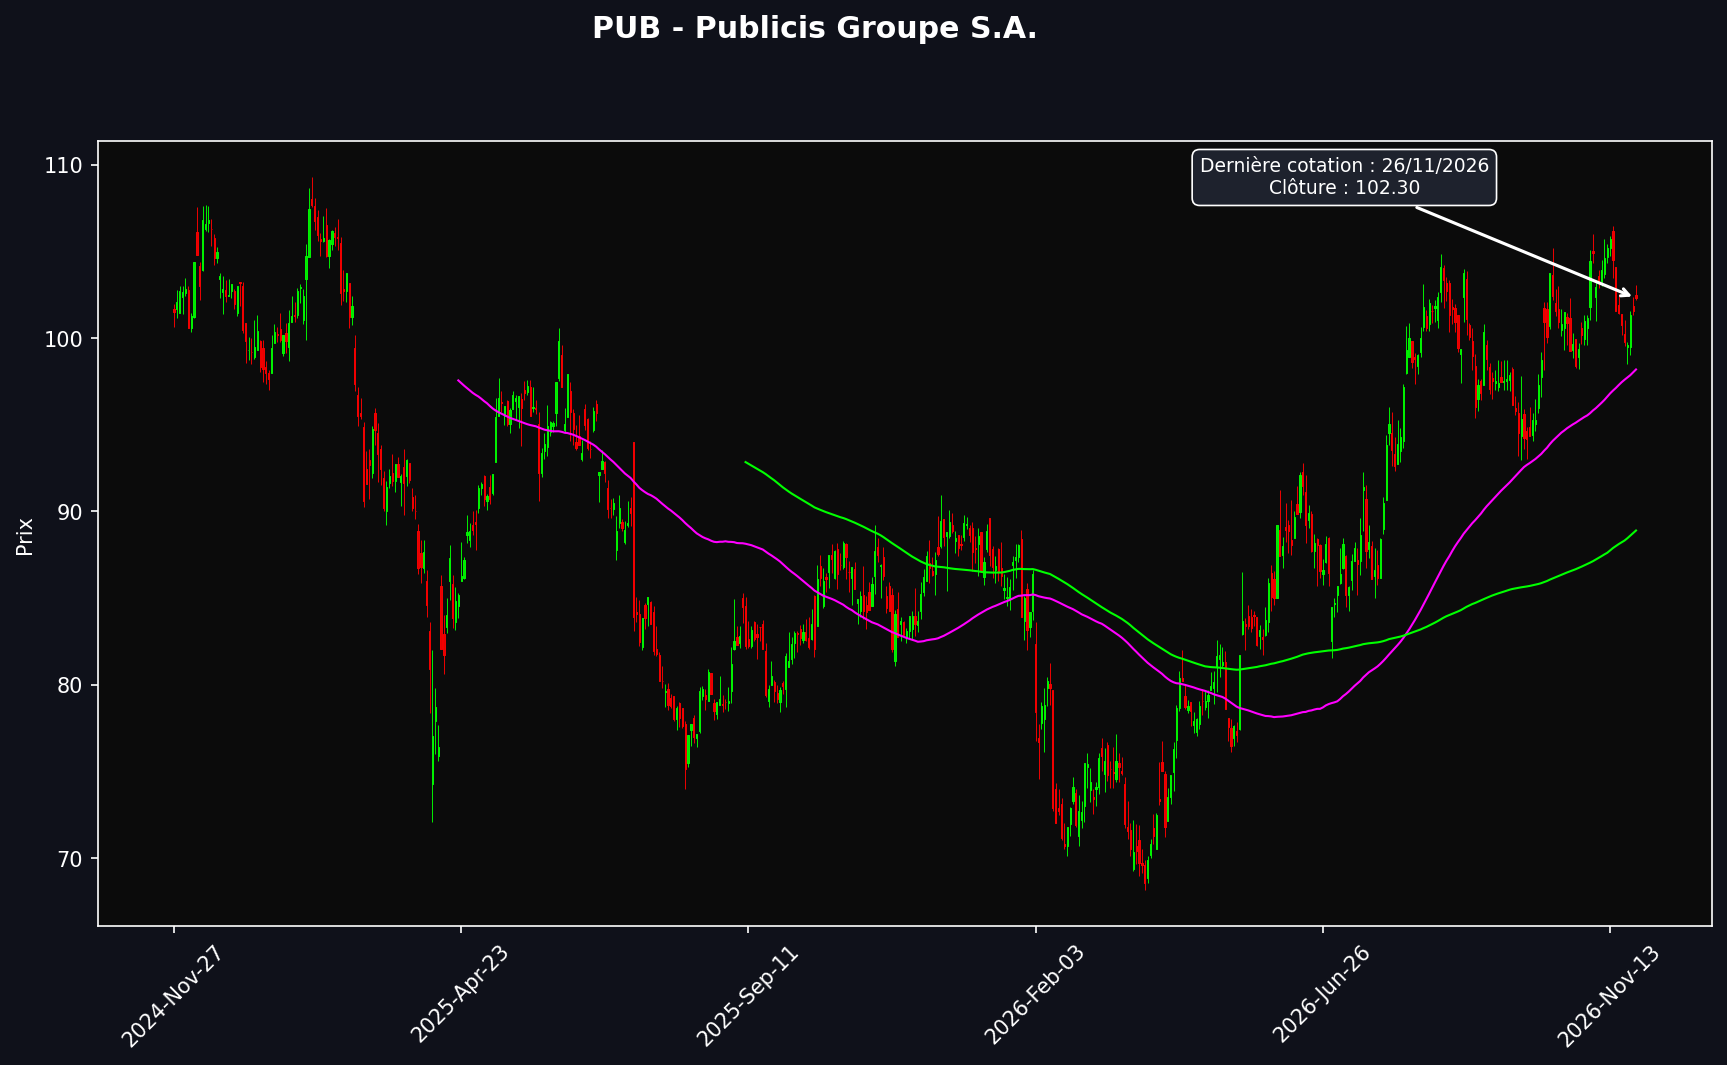 PUB - Publicis Groupe S.A.
Dernière cotation : 26/11/2026
Clôture : 102.30
110
100
90
80
70
Prix
2024-Nov-27
2025-Apr-23
2025-Sep-11
2026-Feb-03
2026-Jun-26
2026-Nov-13